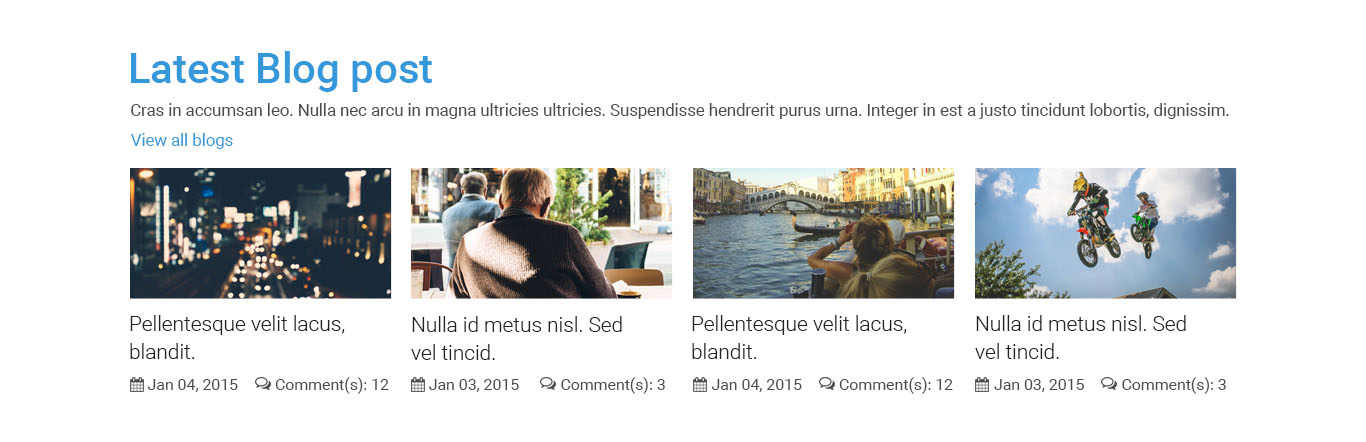 Latest Blog post
Cras in accumsan leo. Nulla nec arcu in magna ultricies ultricies. Suspendisse hendrerit purus urna. Integer in est a justo tincidunt lobortis, dignissim.
View all blogs
Pellentesque velit lacus,
blandit.
Jan 04, 2015 Comment(s): 12
Nulla id metus nisl. Sed
vel tincid.
Jan 03, 2015 Comment(s): 3
Pellentesque velit lacus,
blandit.
Jan 04, 2015 Comment(s): 12
Nulla id metus nisl. Sed
vel tincid.
Jan 03, 2015 Comment(s): 3